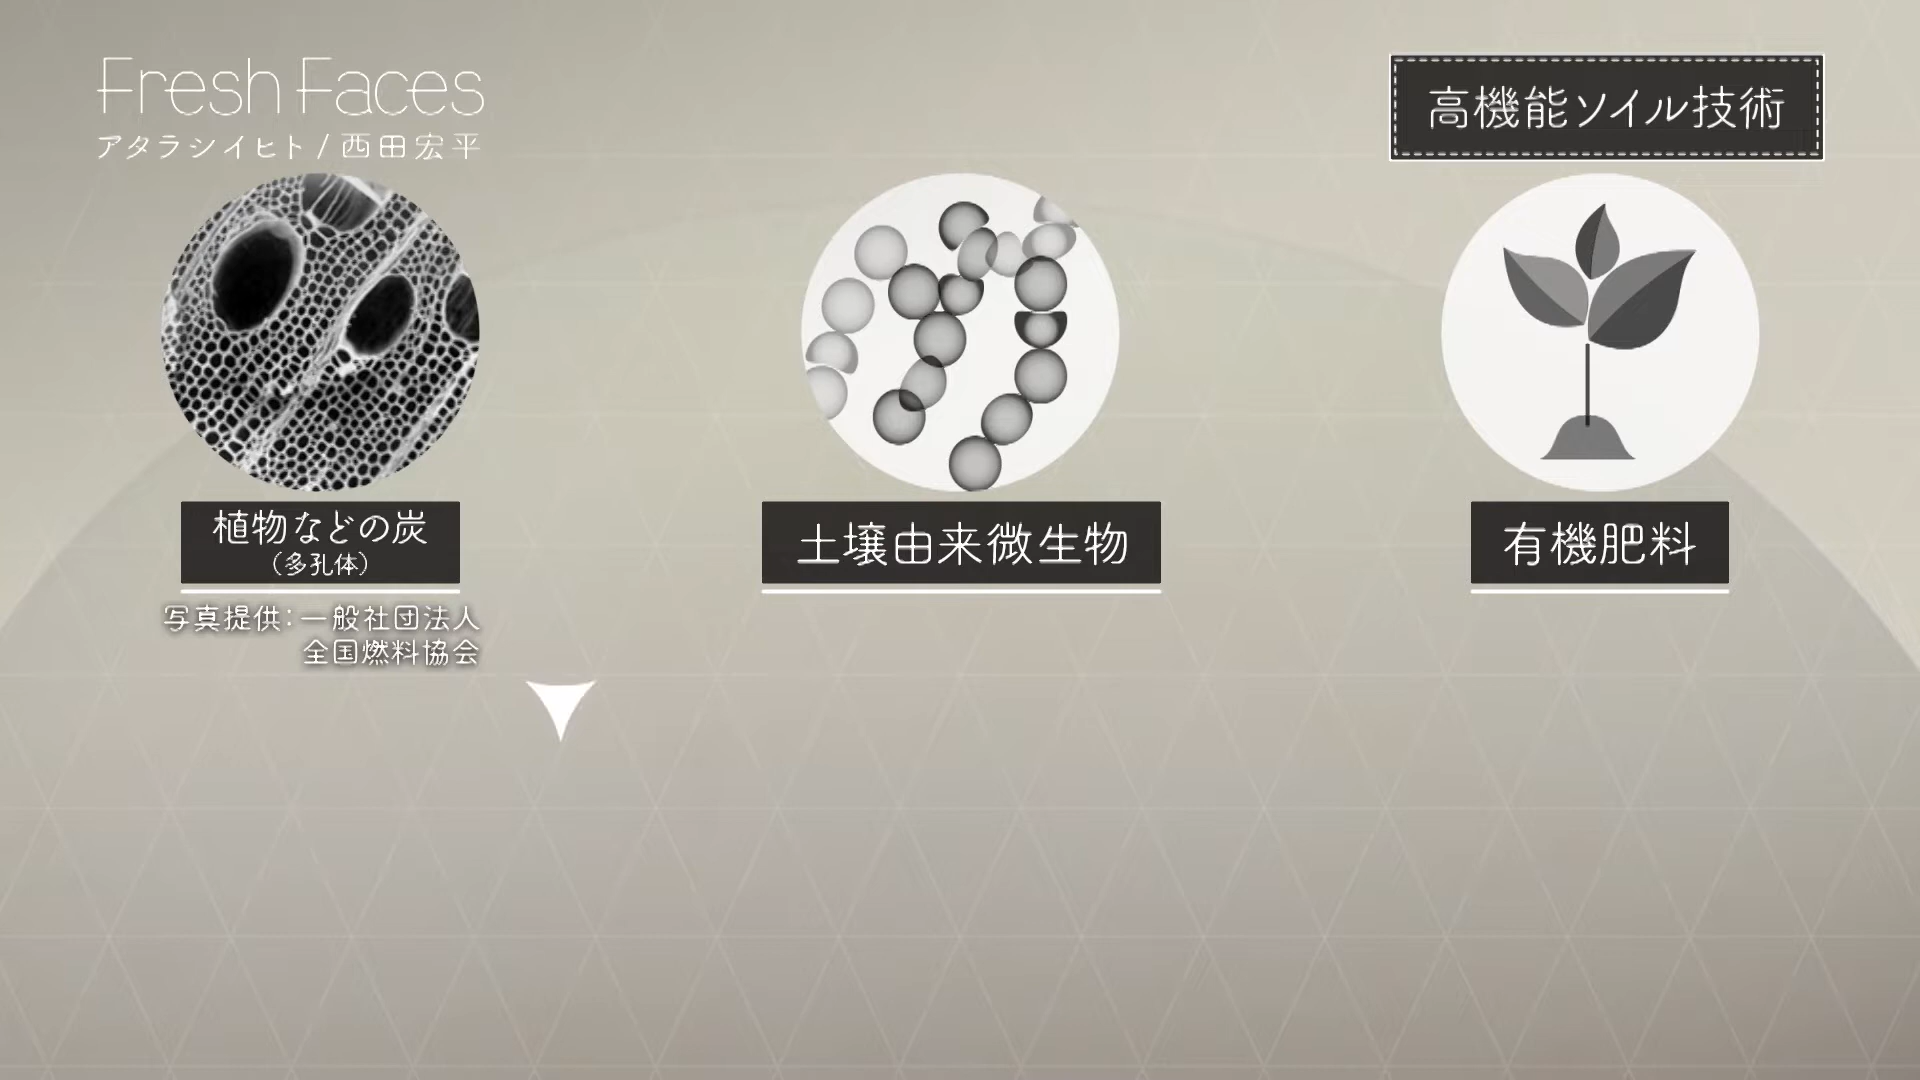 Fresh Faces
アタラシイヒト / 西田宏平
高機能ソイル技術
植物などの炭
（多孔体）
写真提供：一般社団法人
全国燃料協会
土壌由来微生物
有機肥料